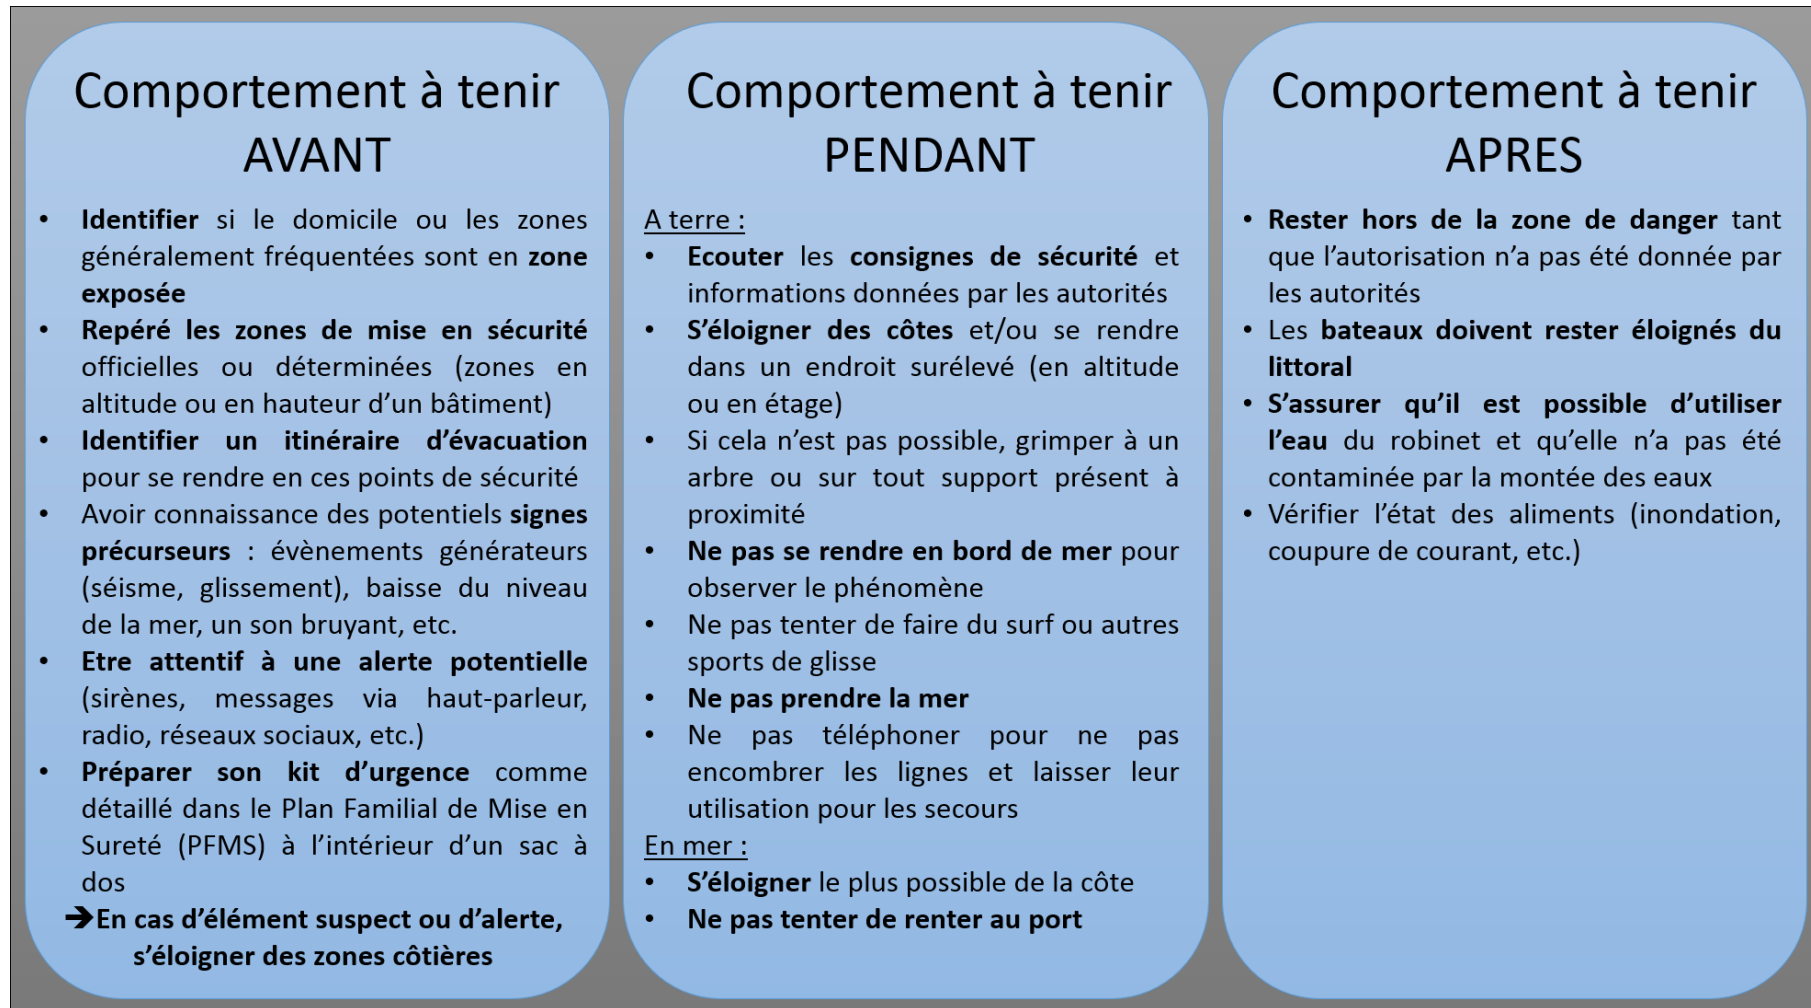 Comportement à tenir
AVANT
• Identifier si le domicile ou les zones
généralement fréquentées sont en zone
exposée
• Repéré les zones de mise en sécurité
officielles ou déterminées (zones en
altitude ou en hauteur d’un bâtiment)
• Identifier un itinéraire d’évacuation
pour se rendre en ces points de sécurité
• Avoir connaissance des potentiels signes
précurseurs : évènements générateurs
(séisme, glissement), baisse du niveau
de la mer, un son bruyant, etc.
• Etre attentif à une alerte potentielle
(sirènes, messages via haut-parleur,
radio, réseaux sociaux, etc.)
• Préparer son kit d’urgence comme
détaillé dans le Plan Familial de Mise en
Sureté (PFMS) à l’intérieur d’un sac à
dos
➔En cas d’élément suspect ou d’alerte,
s’éloigner des zones côtières
Comportement à tenir
PENDANT
A terre :
• Ecouter les consignes de sécurité et
informations données par les autorités
• S’éloigner des côtes et/ou se rendre
dans un endroit surélevé (en altitude
ou en étage)
• Si cela n’est pas possible, grimper à un
arbre ou sur tout support présent à
proximité
• Ne pas se rendre en bord de mer pour
observer le phénomène
• Ne pas tenter de faire du surf ou autres
sports de glisse
• Ne pas prendre la mer
• Ne pas téléphoner pour ne pas
encombrer les lignes et laisser leur
utilisation pour les secours
En mer :
• S’éloigner le plus possible de la côte
• Ne pas tenter de renter au port
Comportement à tenir
APRES
• Rester hors de la zone de danger tant
que l’autorisation n’a pas été donnée par
les autorités
• Les bateaux doivent rester éloignés du
littoral
• S’assurer qu’il est possible d’utiliser
l’eau du robinet et qu’elle n’a pas été
contaminée par la montée des eaux
• Vérifier l’état des aliments (inondation,
coupure de courant, etc.)